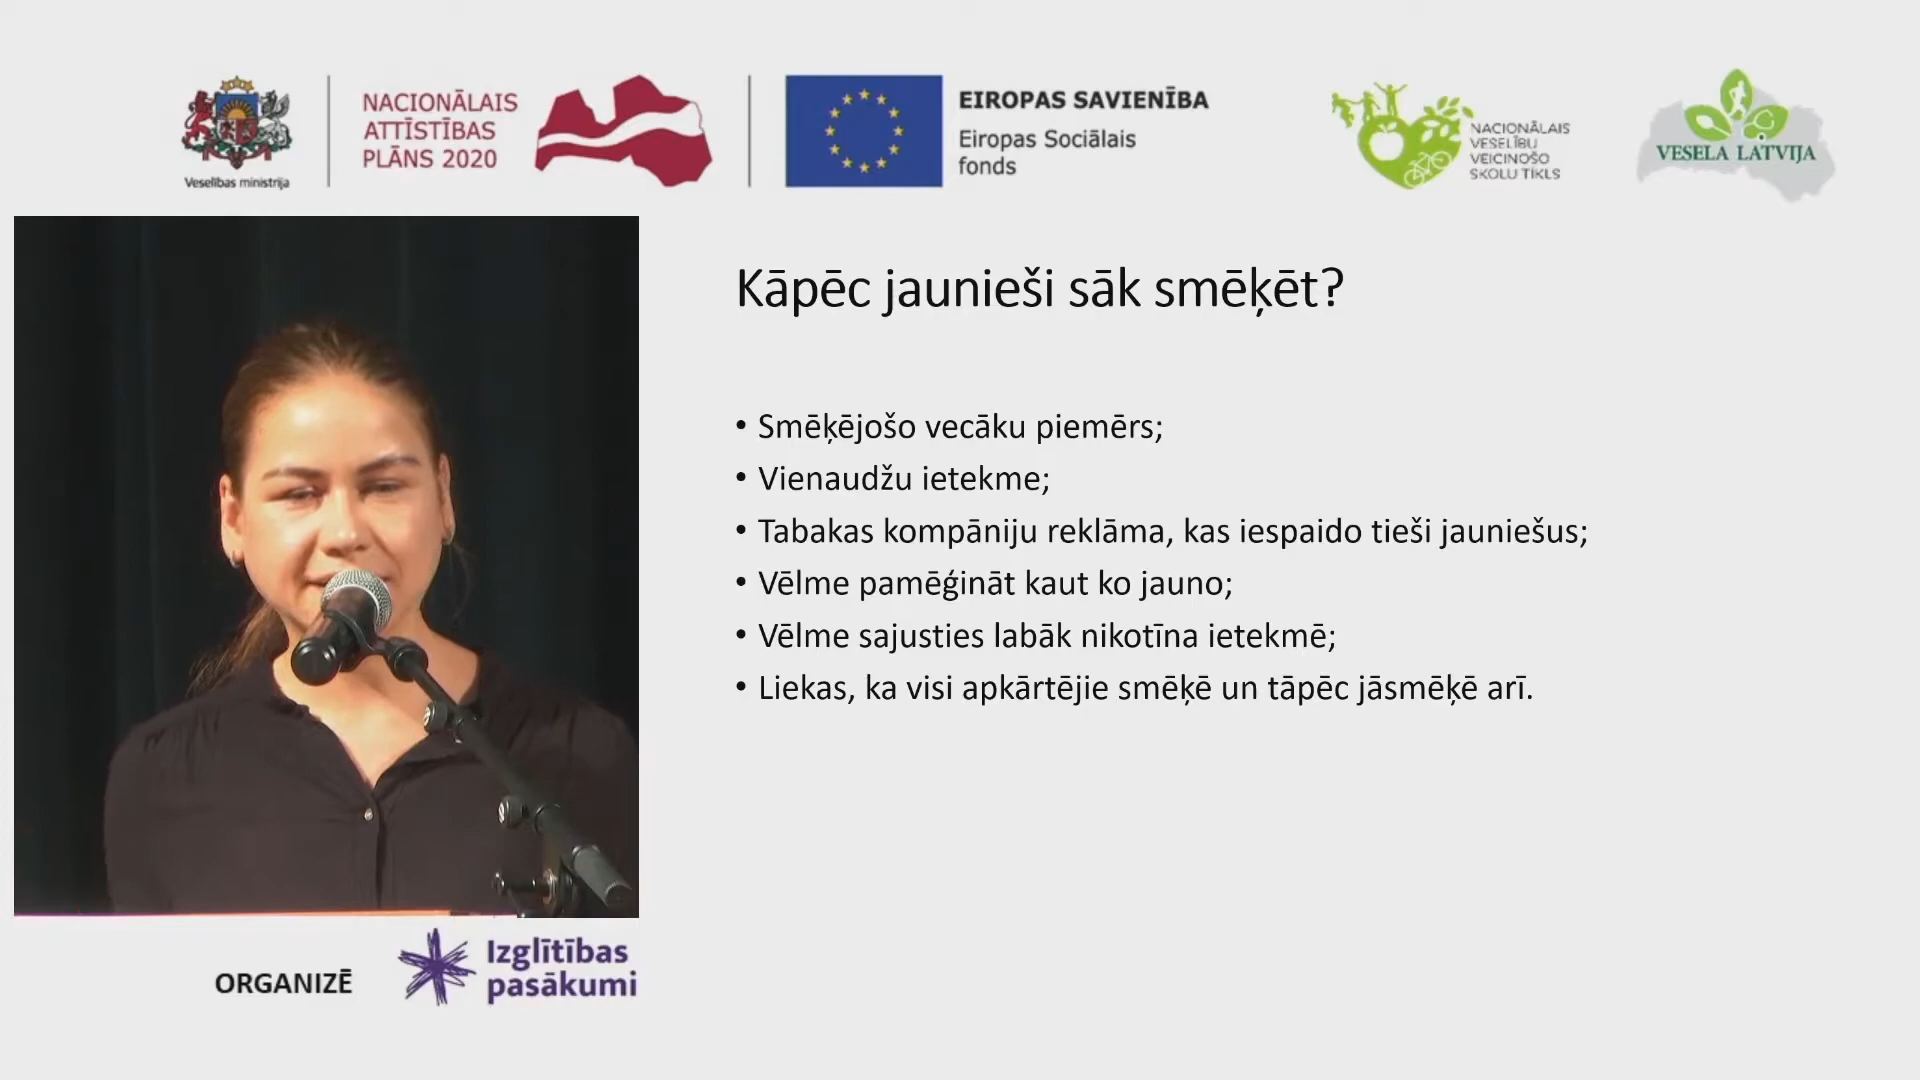 Veselības ministrija
NACIONĀLAIS
ATTĪSTĪBAS
PLĀNS 2020
EIROPAS SAVIENĪBA
Eiropas Sociālais
fonds
NACIONĀLAIS
VESELĪBU
VEICINOŠO
SKOLU TĪKLS
VESELA LATVIJA
Kāpēc jaunieši sāk smēķēt?
• Smēķējošo vecāku piemērs;
• Vienaudžu ietekme;
• Tabakas kompāniju reklāma, kas iespaido tieši jauniešus;
• Vēlme pamēģināt kaut ko jauno;
• Vēlme sajusties labāk nikotīna ietekmē;
• Liekas, ka visi apkārtējie smēķē un tāpēc jāsmēķē arī.
ORGANIZĒ
Izglītības
pasākumi